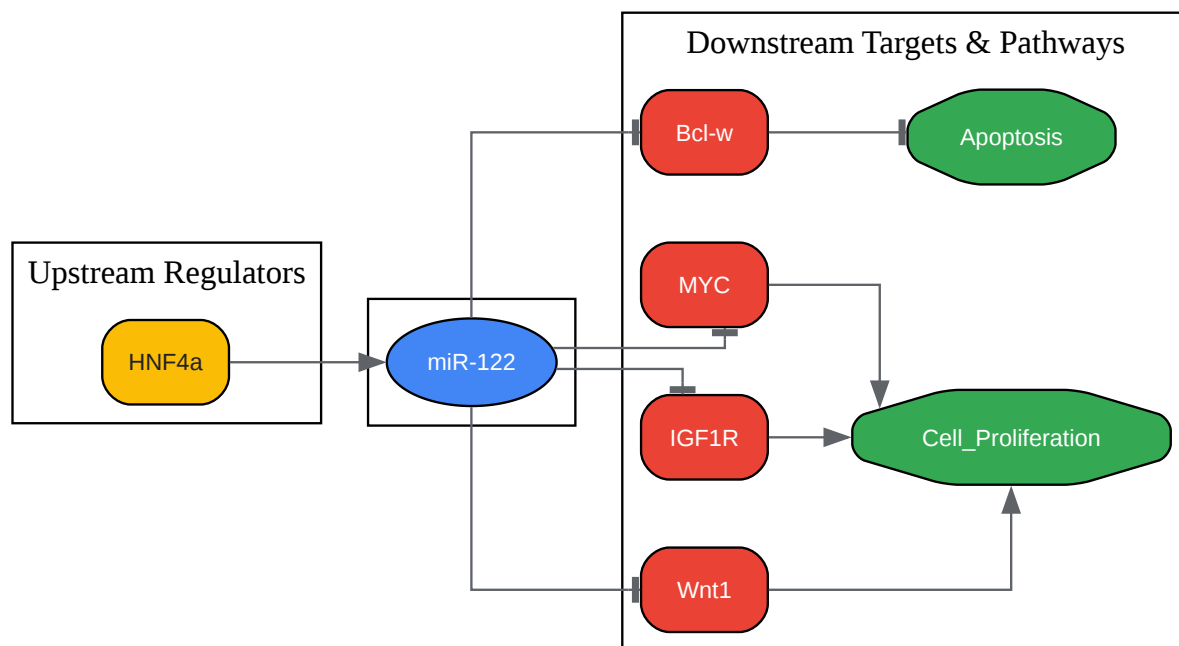 Downstream Targets & Pathways
Bcl-w
Apoptosis
Upstream Regulators
MYC
HNF4a
miR-122
IGF1R
Cell_Proliferation
Wnt1